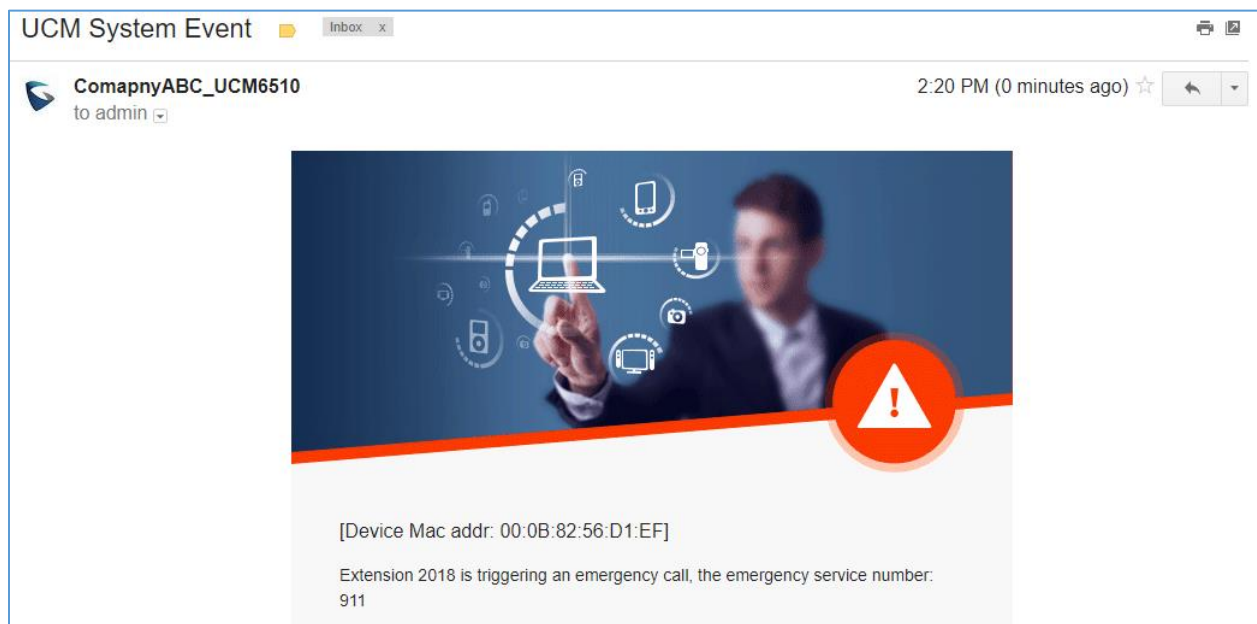 UCM System Event
Inbox x
ComapnyABC_UCM6510
2:20 PM (0 minutes ago)
to admin
!
[Device Mac addr: 00:0B:82:56:D1:EF]
Extension 2018 is triggering an emergency call, the emergency service number:
911